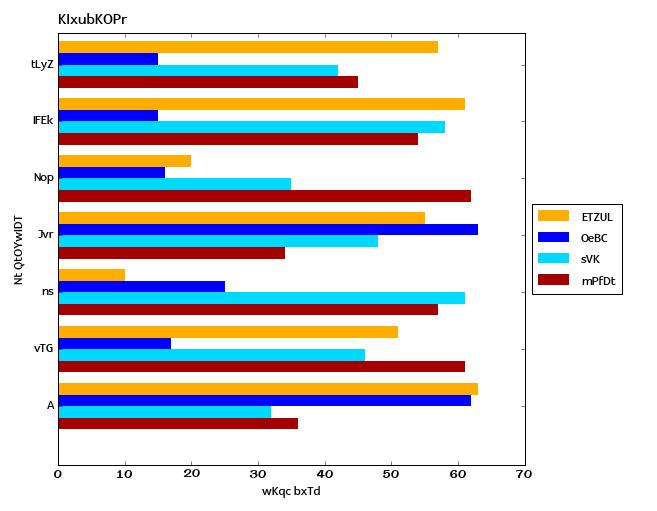 KIxubKOPr
tLyZ
IFEk
Nop
Jvr
ns
vTG
A
Nt QtOYwIDT
0 10 20 30 40 50 60 70
wKqc bxTd
ETZUL
OeBC
sVK
mPfDt